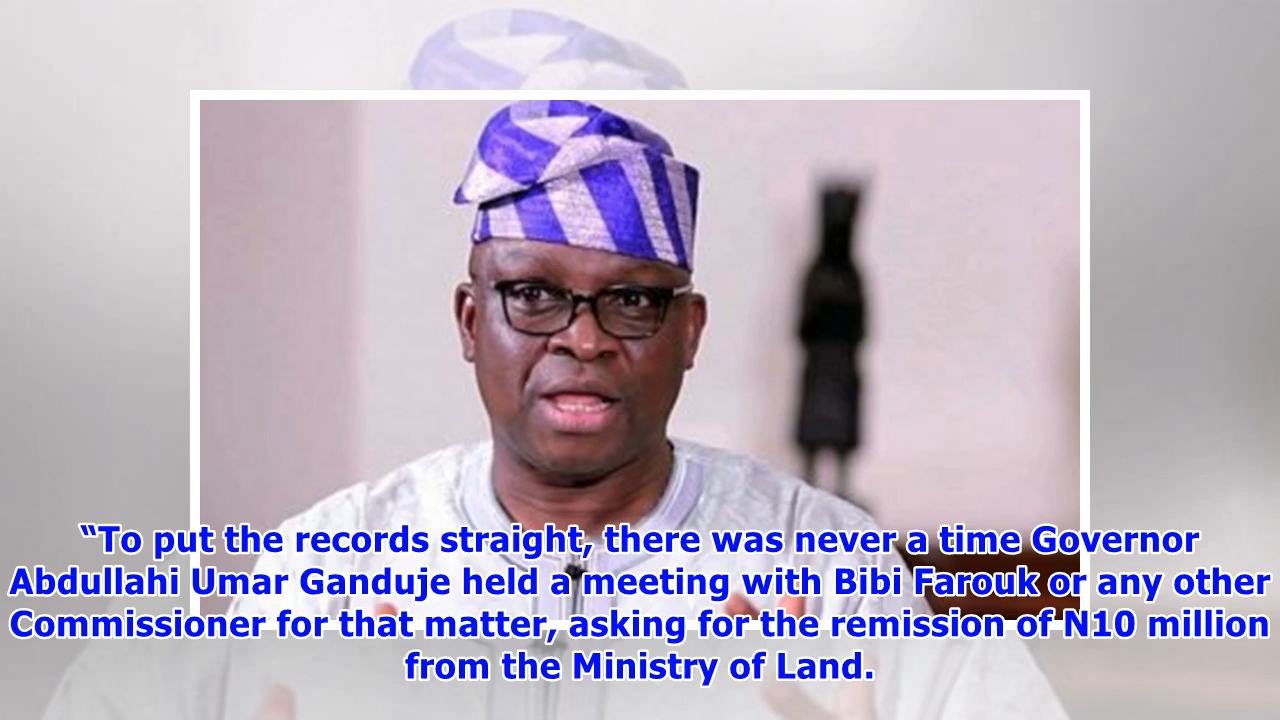 “To put the records straight, there was never a time Governor
Abdullahi Umar Ganduje held a meeting with Bibi Farouk or any other
Commissioner for that matter, asking for the remission of N10 million
from the Ministry of Land.